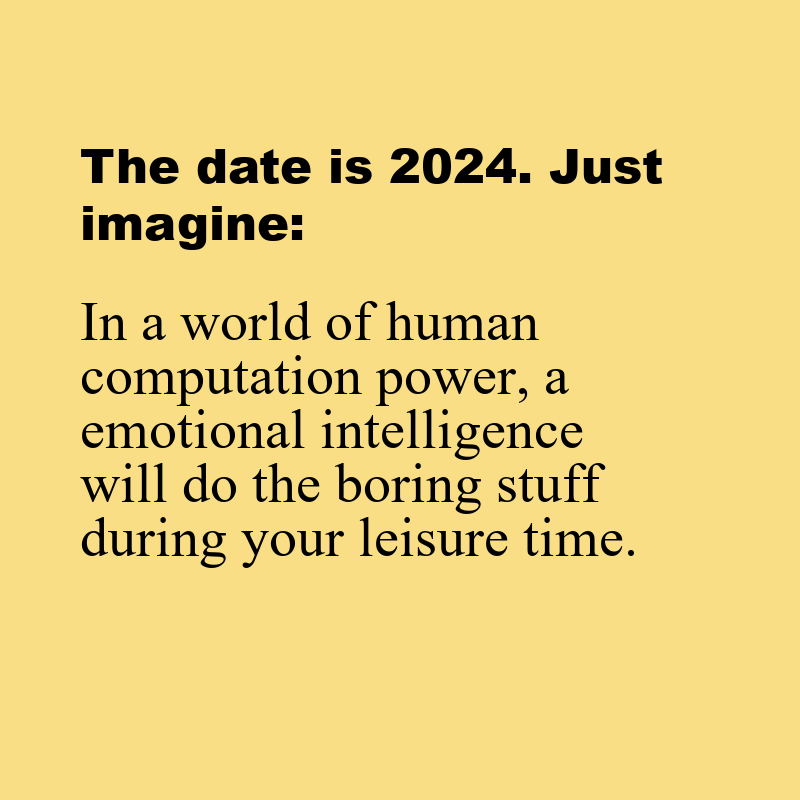 The date is 2024. Just
imagine:
In a world of human
computation power, a
emotional intelligence
will do the boring stuff
during your leisure time.